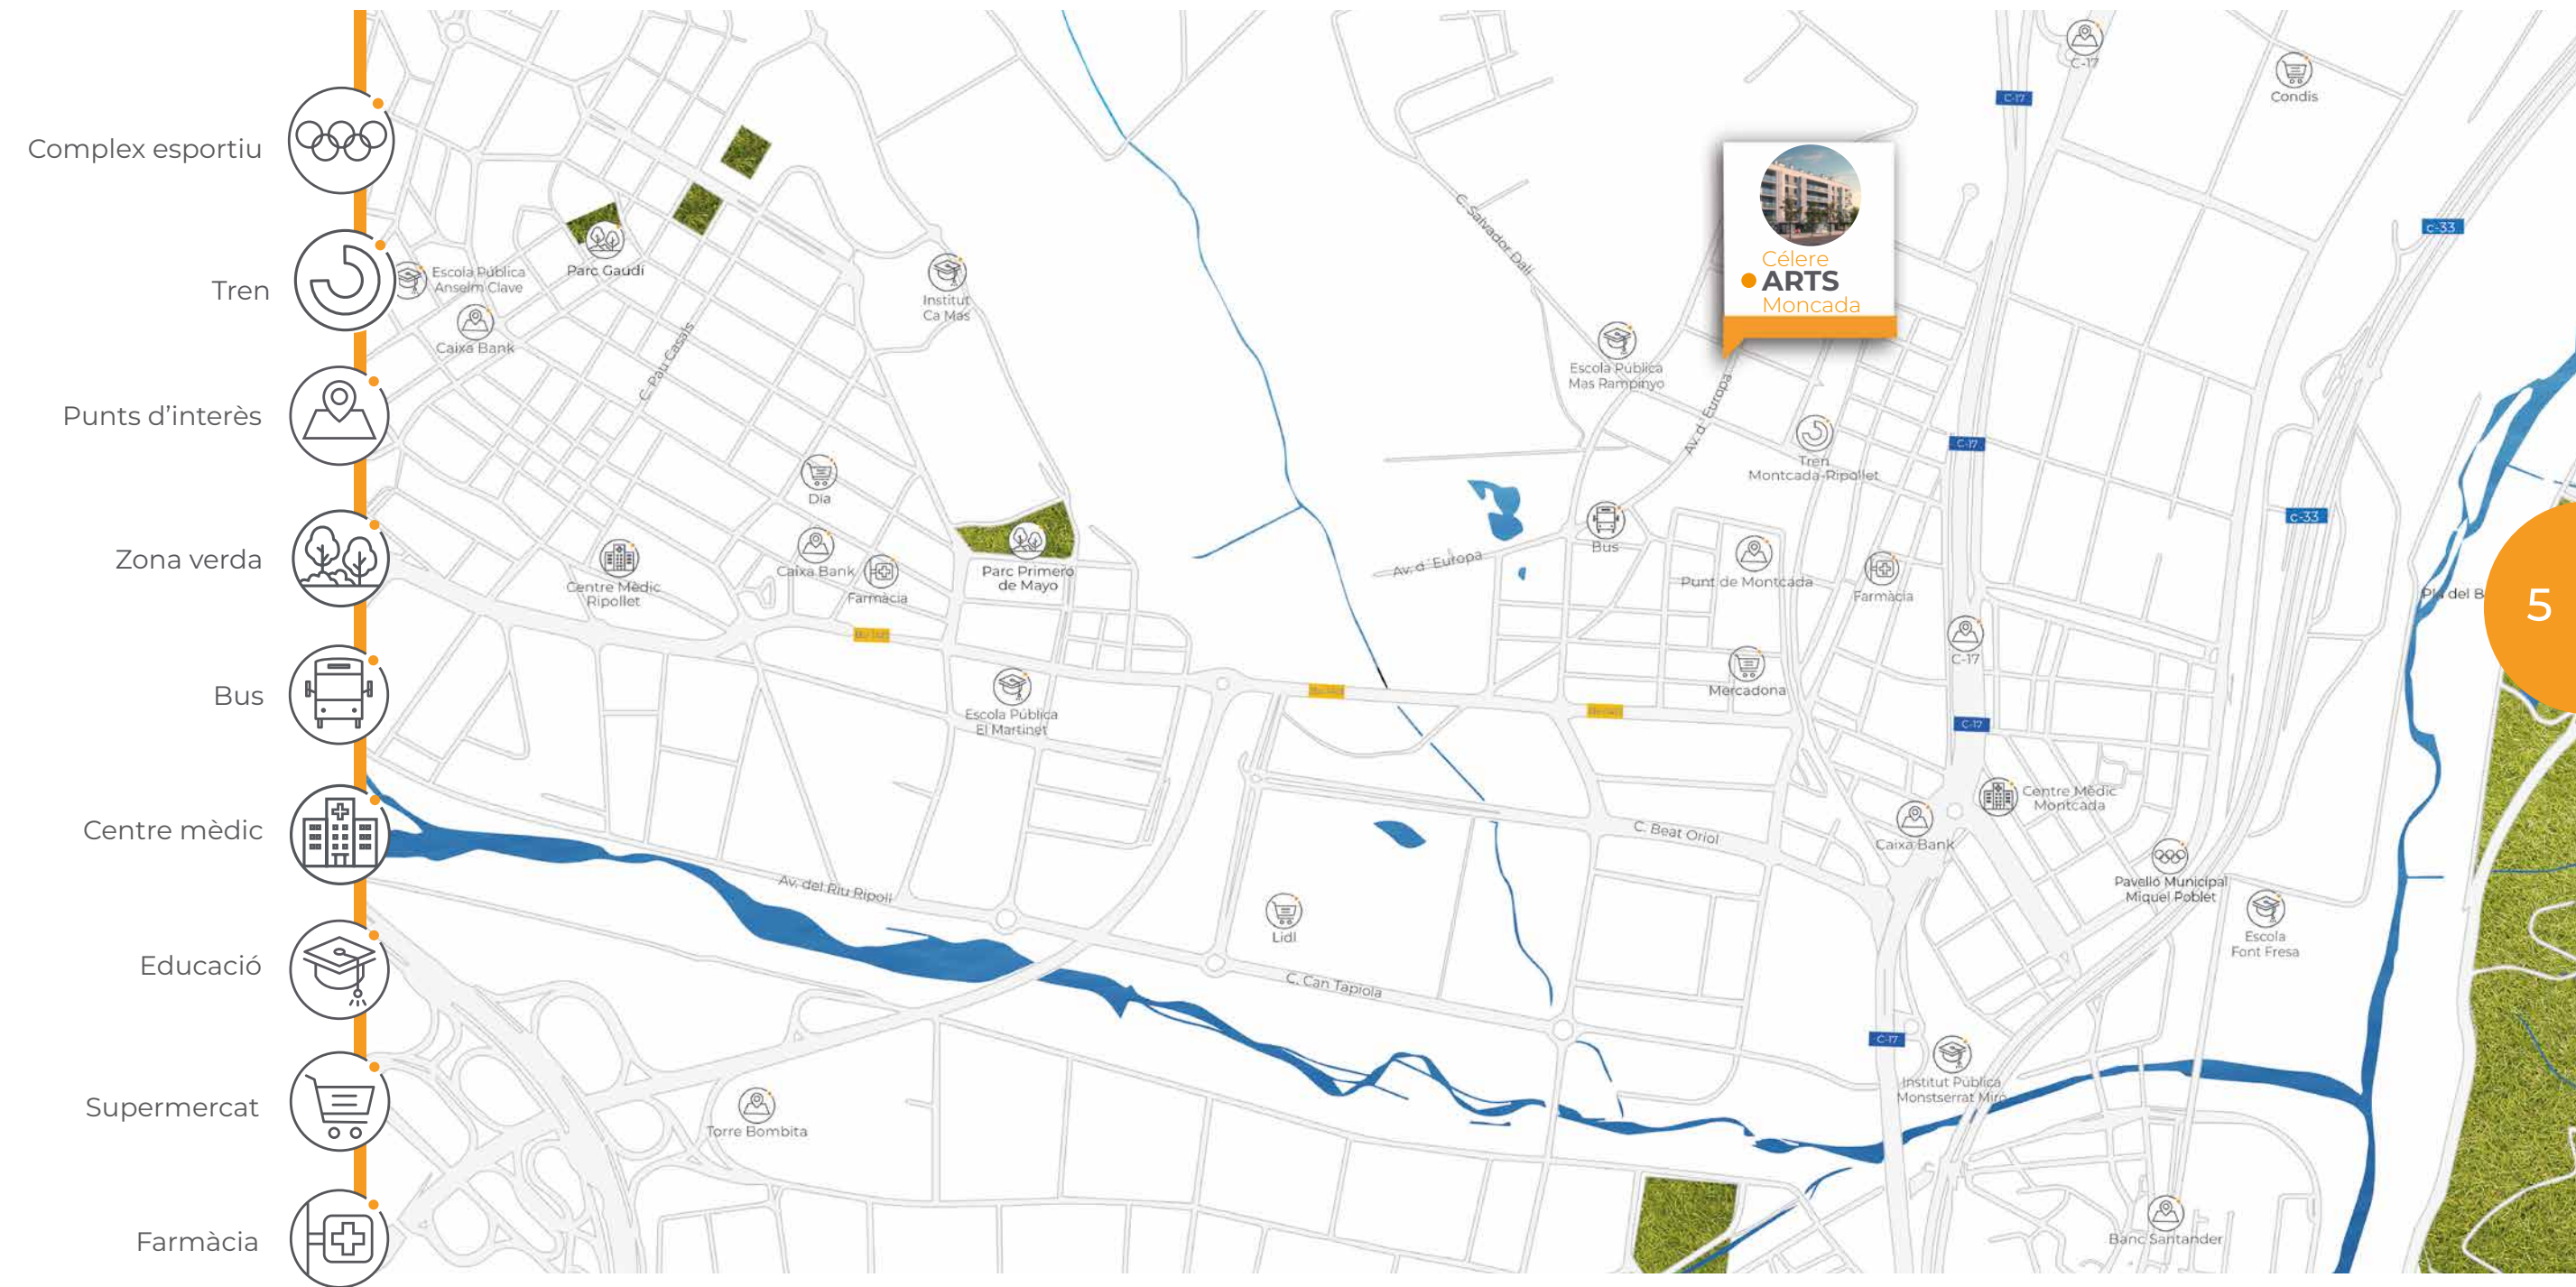 Complex esportiu
Tren
Punts d’interès
Zona verda
Bus
Centre mèdic
Educació
Supermercat
Farmàcia
C-17
C-17
Condis
Célere
ARTS
Moncada
C. Salvador Dalí
c-33
Escola Pública
Anselm Clave
Parc Gaudí
Institut
Ca Mas
Caixa Bank
C. Pau Casals
Escola Pública
Mas Rampinyo
Av. d´ Europa
Tren
Montcada-Ripollet
C-17
Dia
c-33
Bus
Av. d´ Europa
Centre Mèdic
Ripollet
Caixa Bank
Farmàcia
Parc Primero
de Mayo
Punt de Montcada
Farmàcia
Pla del B
5
C-17
Mercadona
Escola Pública
El Martinet
C-17
Centre Mèdic
Montcada
C. Beat Oriol
Caixa Bank
Av. del Riu Ripoll
Pavelló Municipal
Miquel Poblet
Lidl
Escola
Font Fresa
C. Can Tapiola
C-17
Institut Pública
Monstserrat Miró
Torre Bombita
Banc Santander